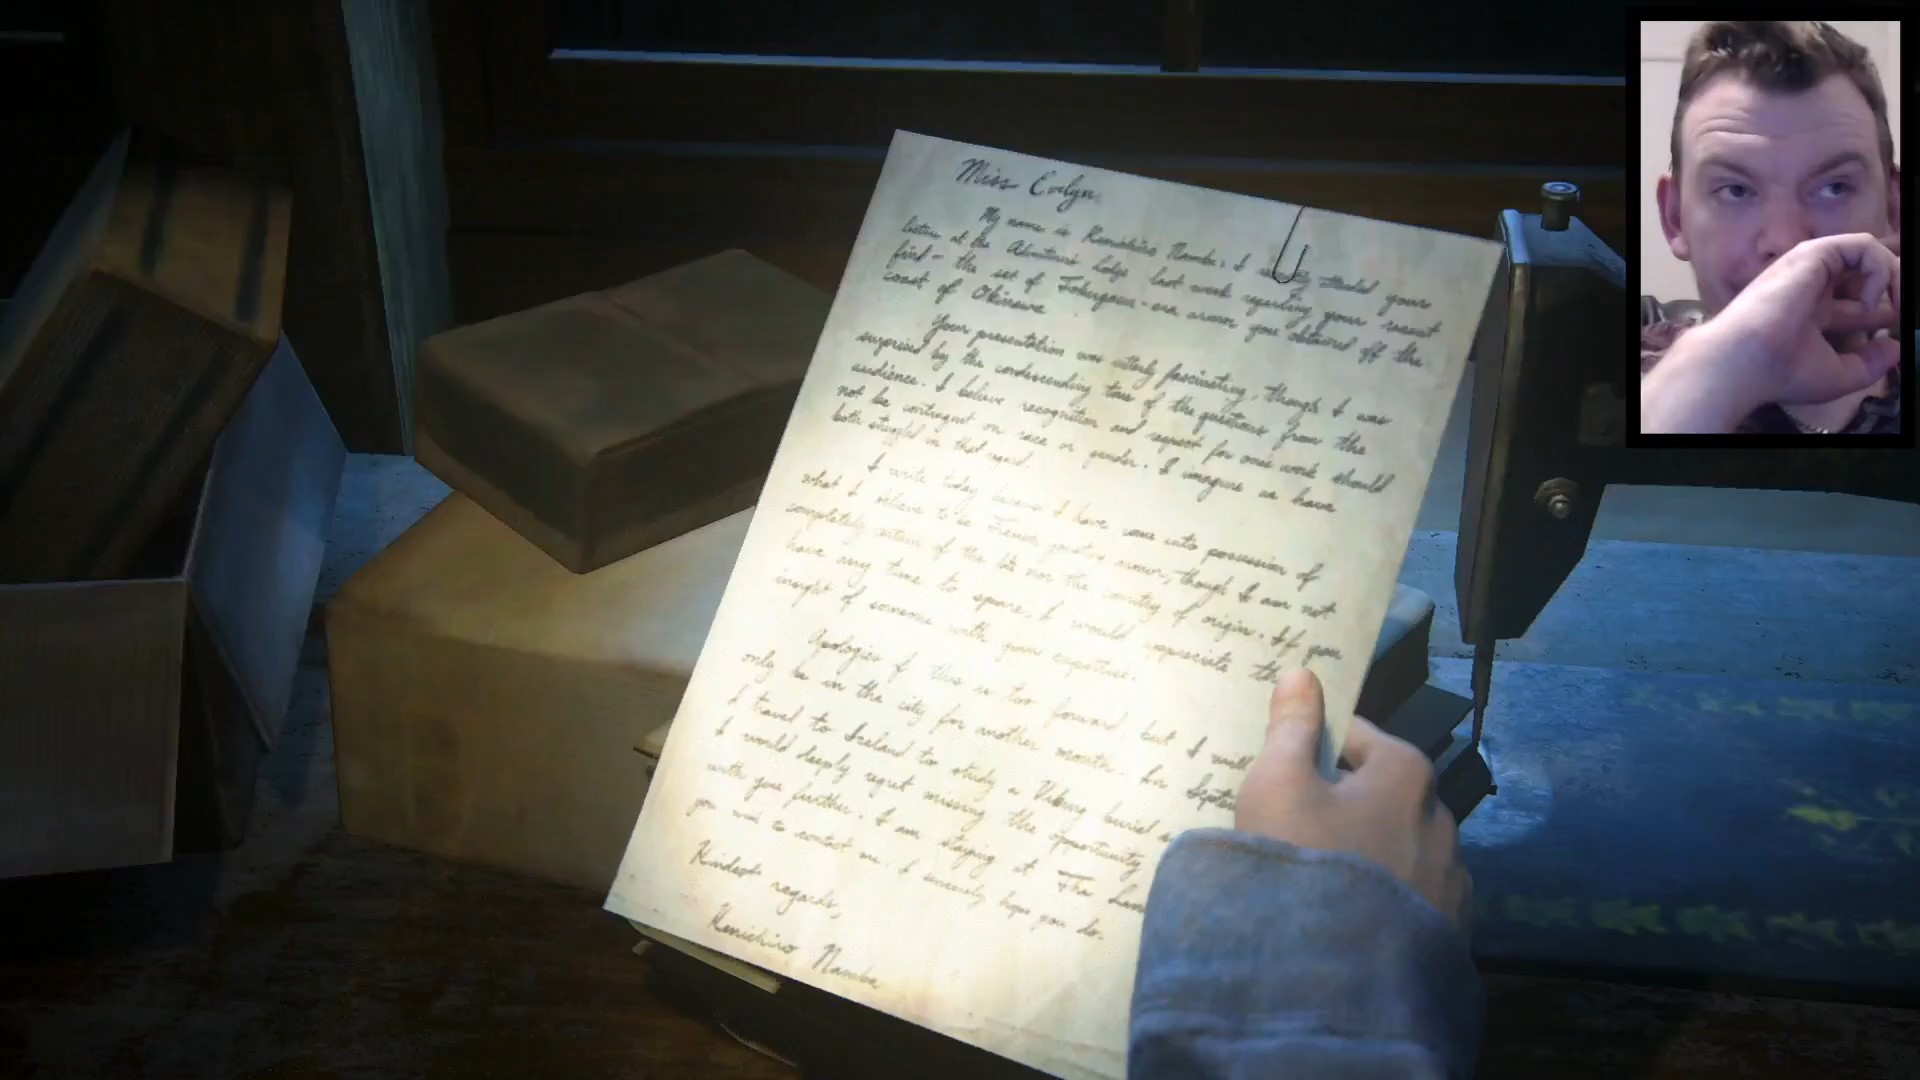 Miss Evelyn,
My name is Kenichiro Namba. I recently attended your
lecture at the Adventurers' Lodge last week regarding your recent
find - the set of Tokugawa-era armor you obtained off the
coast of Okinawa
Your presentation was utterly fascinating, though I was
surprised by the condescending tone of the questions from the
audience. I believe recognition and respect for ones work should
not be contingent on race or gender. I imagine we have
both struggled in that regard.
I write today because I have come into possession of
what I believe to be French jousting armor, though I am not
completely certain of the date nor the country of origin. If you
have any time to spare, I would appreciate the
insight of someone with your expertise.
Apologies if this is too forward but I will
only be in the city for another month. In Septem
I travel to Iceland to study a Viking burial
I would deeply regret missing the opportunity
with you further. I am staying at The
you wish to contact me. I sincerely hope you do.
Kindest regards,
Kenichiro Namba